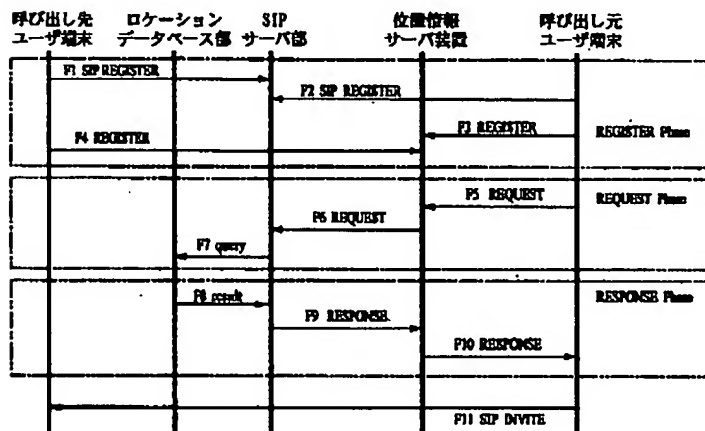 呼び出し先
ユーザ端末
ロケーション
データベース部
SIP
サーバ部
位置情報
サーバ装置
呼び出し元
ユーザ端末
F1 SIP REGISTER
F2 SIP REGISTER
F3 REGISTER
REGISTER Phase
F4 REGISTER
F5 REQUEST
REQUEST Phase
F6 REQUEST
F7 query
F8 result
RESPONSE Phase
F9 RESPONSE
F10 RESPONSE
F11 SIP INVITE